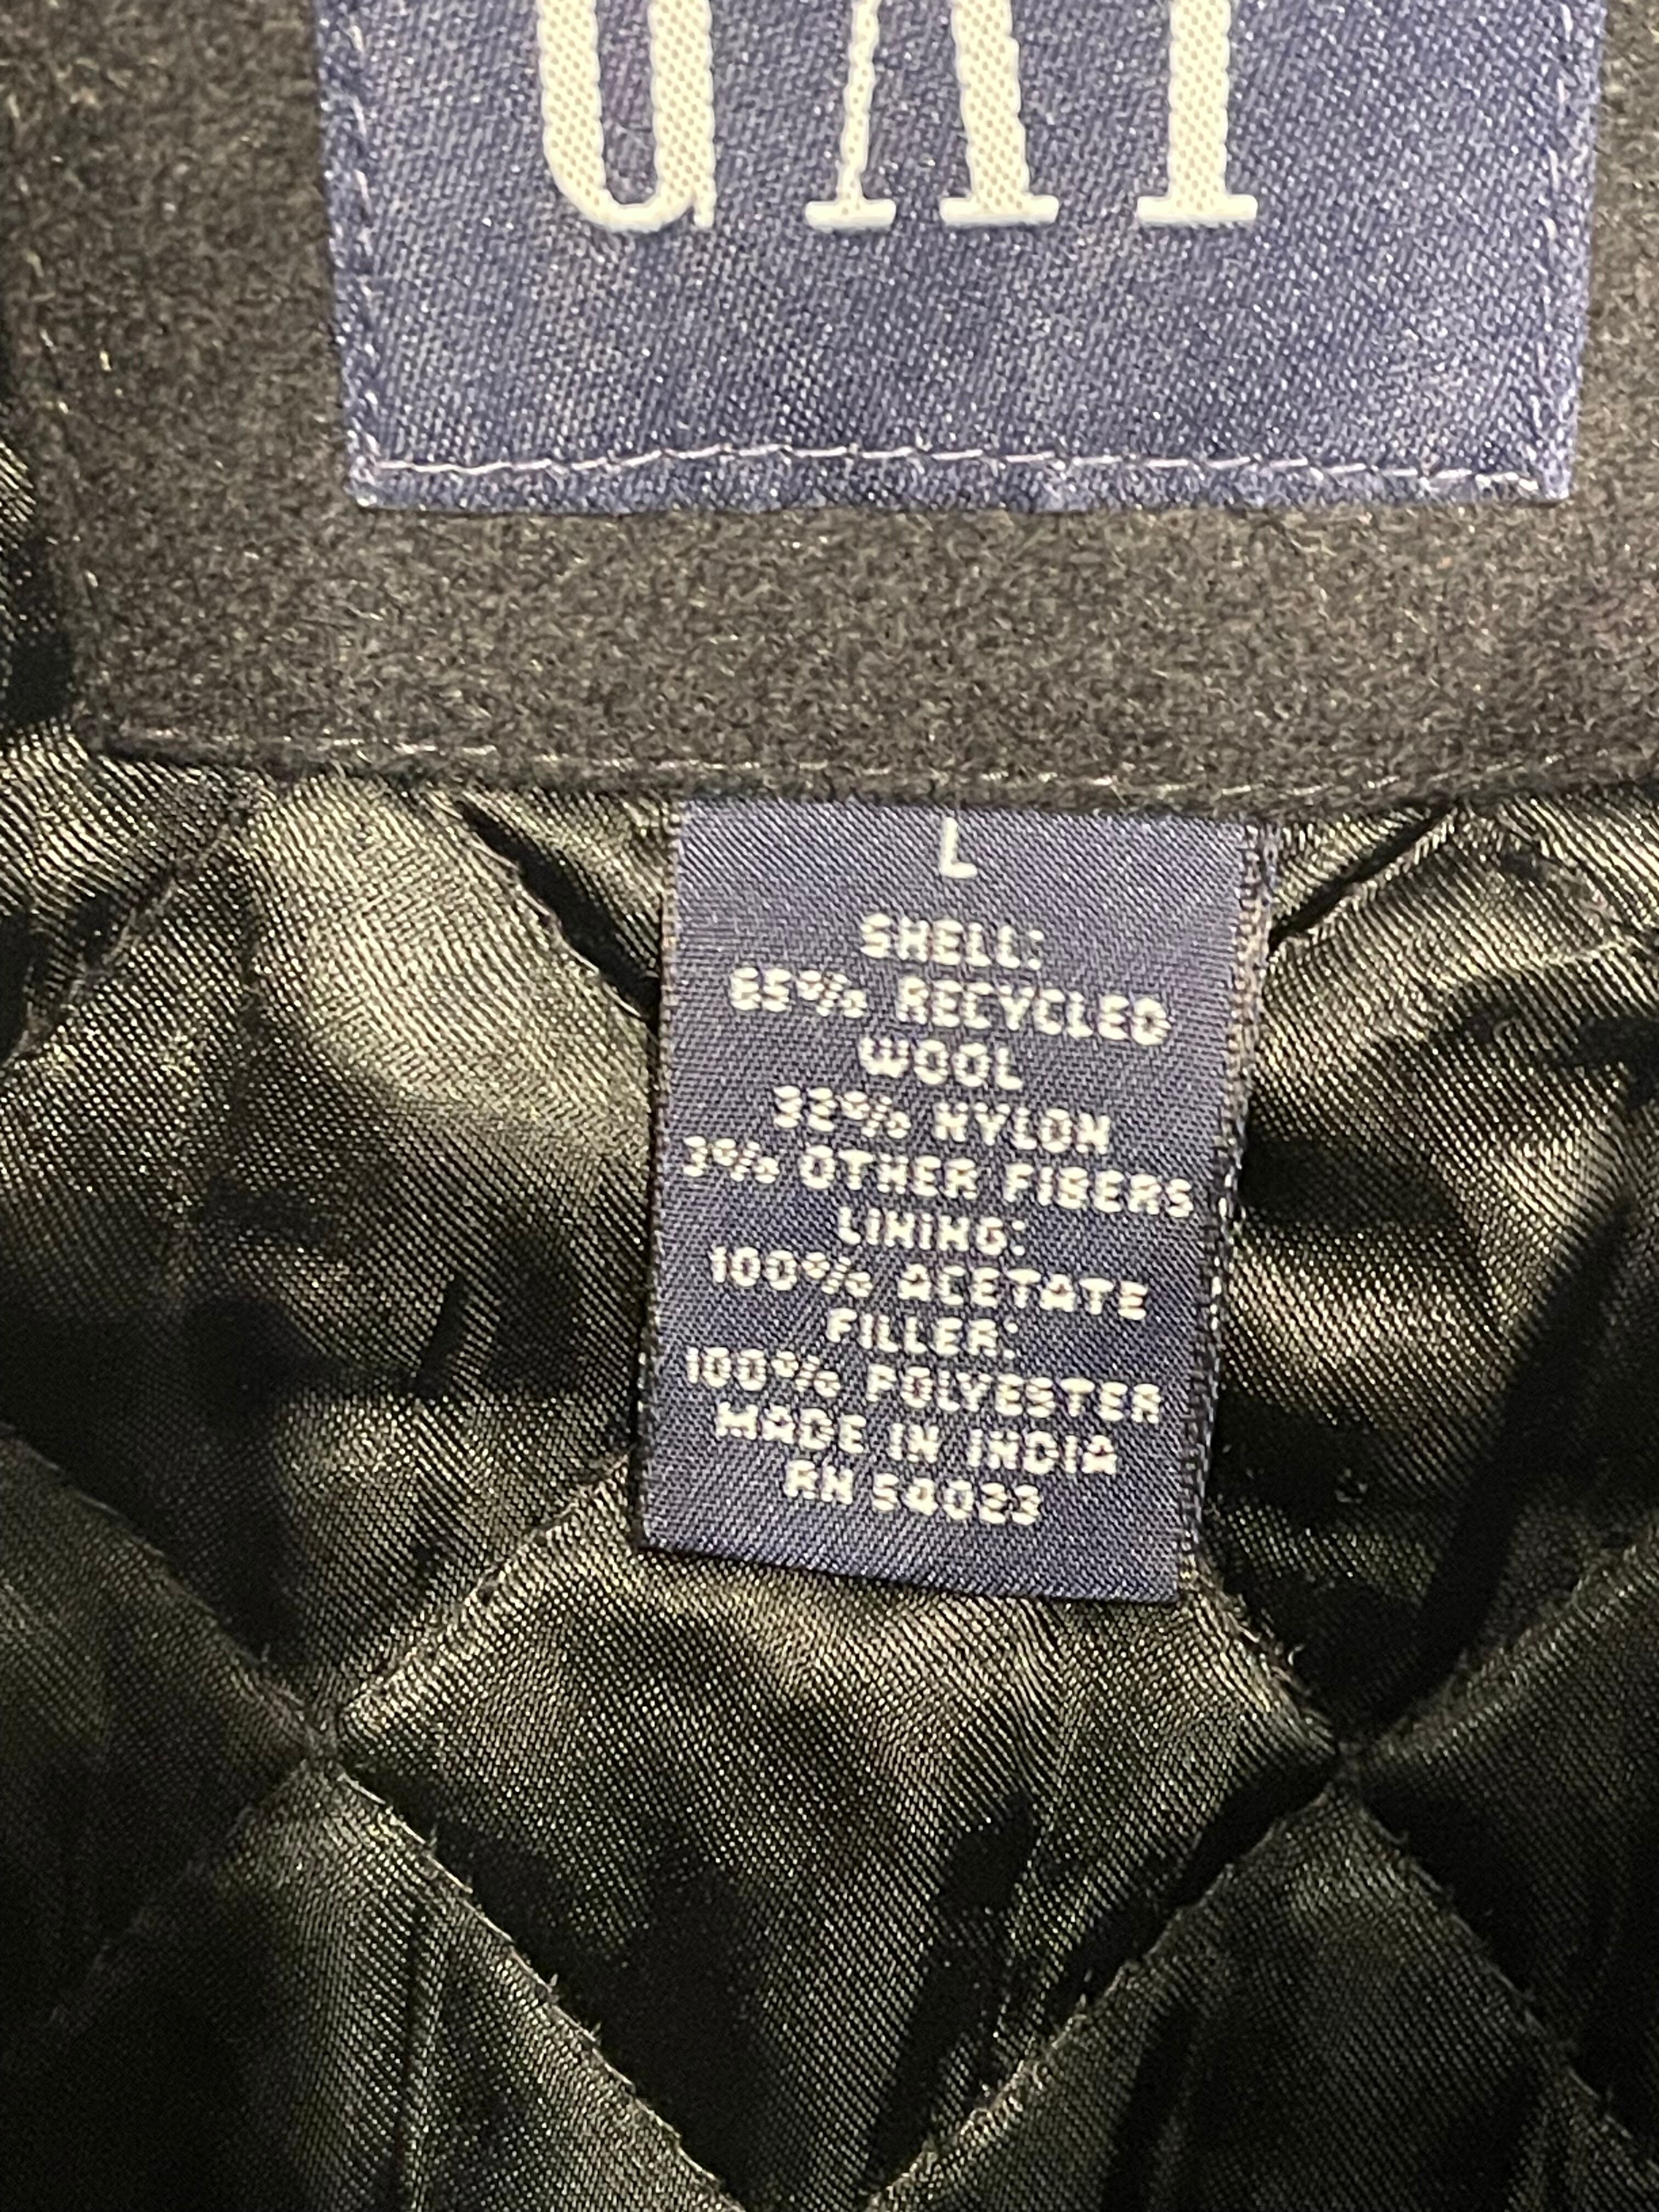 GAP
L
SHELL:
65% RECYCLED
WOOL
32% NYLON
3% OTHER FIBERS
LINING:
100% ACETATE
FILLER:
100% POLYESTER
MADE IN INDIA
RN 54023